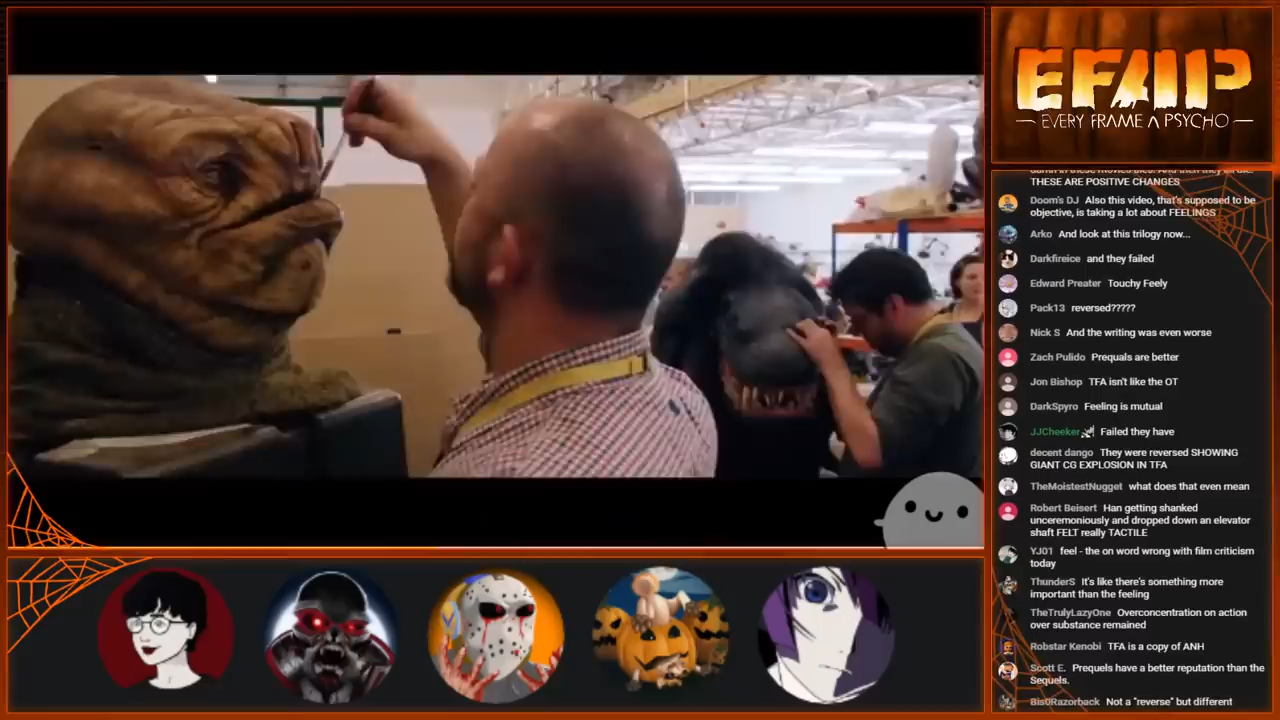 EFAP
EVERY FRAME A PSYCHO
THESE ARE POSITIVE CHANGES
Doom's DJ Also this video, that's supposed to be
objective, is taking a lot about FEELINGS
Arko And look at this trilogy now...
Darkfireice and they failed
Edward Preater Touchy Feely
Pack13 reversed?????
Nick S And the writing was even worse
Zach Pulido Prequals are better
Jon Bishop TFA isn't like the OT
DarkSpyro Feeling is mutual
JJCheeker Failed they have
decent dango They were reversed SHOWING
GIANT CG EXPLOSION IN TFA
TheMoistestNugget what does that even mean
Robert Beisert Han getting shanked
unceremoniously and dropped down an elevator
shaft FELT really TACTILE
YJ01 feel - the on word wrong with film criticism
today
ThunderS It's like there's something more
important than the feeling
TheTrulyLazyOne Overconcentration on action
over substance remained
Robstar Kenobi TFA is a copy of ANH
Scott E. Prequels have a better reputation than the
Sequels.
Bis0Razorback Not a "reverse" but different